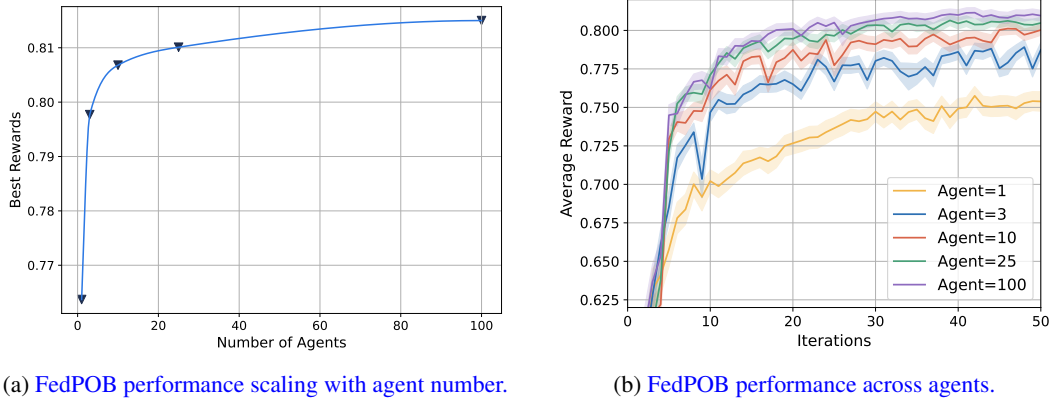 Best Rewards
0.81
0.80
0.79
0.78
0.77
0
20
40
60
80
100
Number of Agents
(a) FedPOB performance scaling with agent number.
Average Reward
0.800
0.775
0.750
0.725
0.700
0.675
0.650
0.625
0
10
20
30
40
50
Iterations
Agent=1
Agent=3
Agent=10
Agent=25
Agent=100
(b) FedPOB performance across agents.